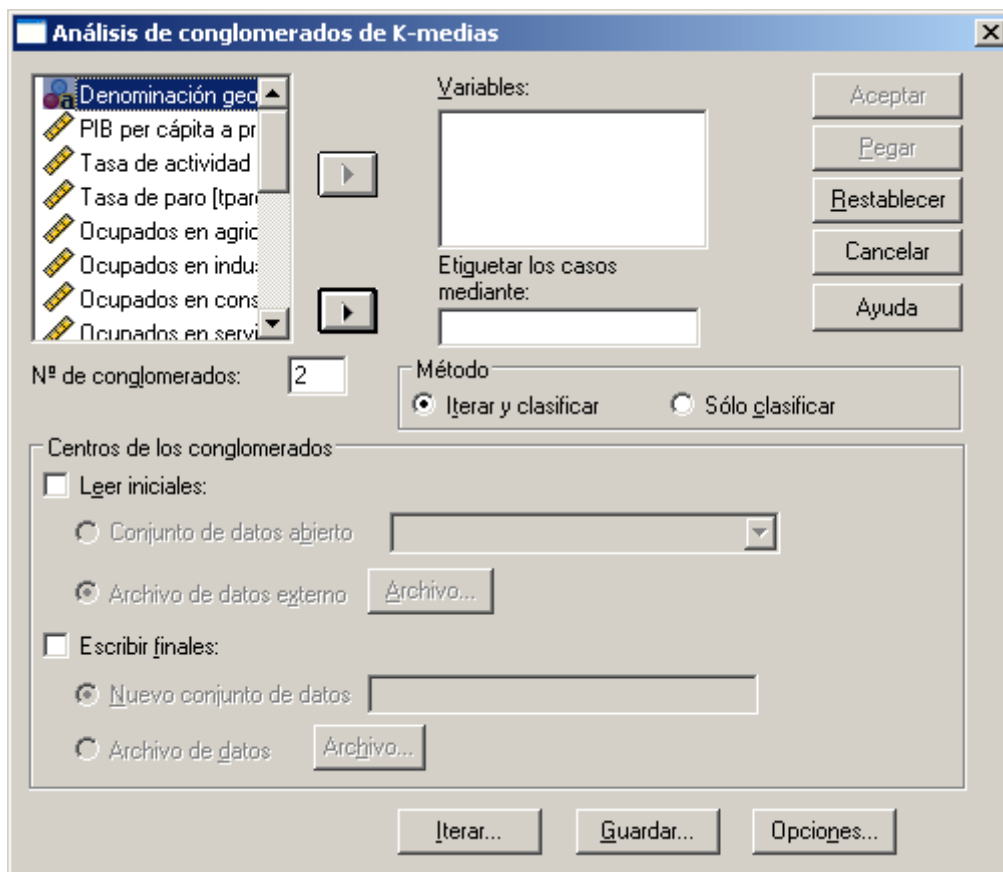 Análisis de conglomerados de K-medias
Denominación geo
PIB per cápita a pr
Tasa de actividad
Tasa de paro [tparo
Ocupados en agric
Ocupados en indu
Ocupados en cons
Ocupados en servi
Variables:
Etiquetar los casos
mediante:
Aceptar
Pegar
Restablecer
Cancelar
Ayuda
Nº de conglomerados:
2
Método
Iterar y clasificar
Sólo clasificar
Centros de los conglomerados
Leer iniciales:
Conjunto de datos abierto
Archivo de datos externo
Archivo...
Escribir finales:
Nuevo conjunto de datos
Archivo de datos
Archivo...
Iterar...
Guardar...
Opciones...